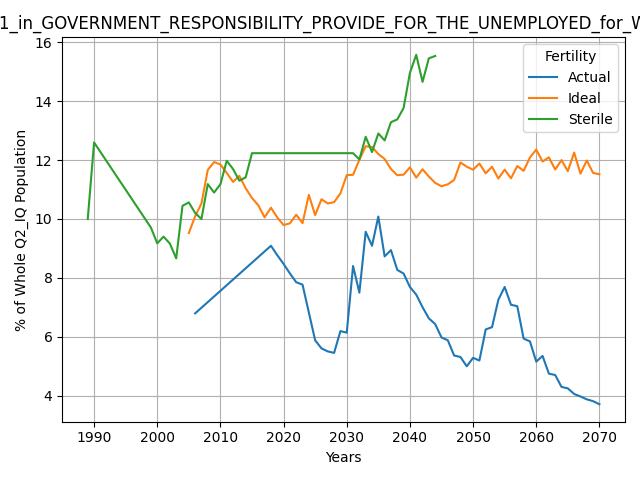 1_in_GOVERNMENT_RESPONSIBILITY_PROVIDE_FOR_THE_UNEMPLOYED_for_W
16
14
12
10
8
6
4
% of Whole Q2_IQ Population
Fertility
Actual
Ideal
Sterile
1990 2000 2010 2020 2030 2040 2050 2060 2070
Years